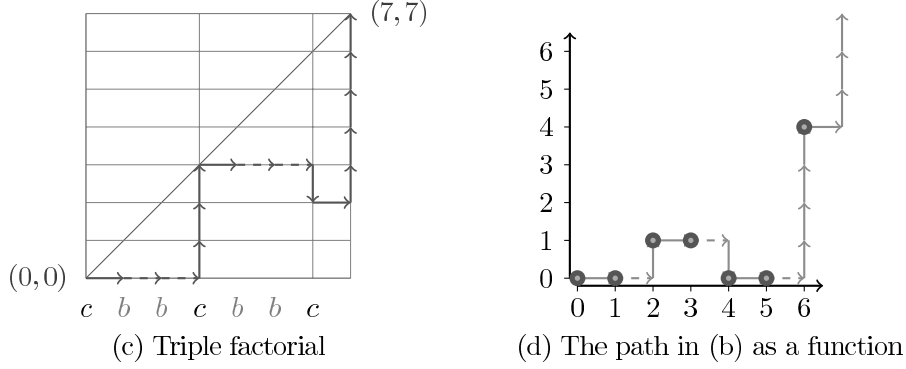 (7, 7)
(0, 0)
c b b c b b c
(c) Triple factorial
6
5
4
3
2
1
0
0 1 2 3 4 5 6
(d) The path in (b) as a function